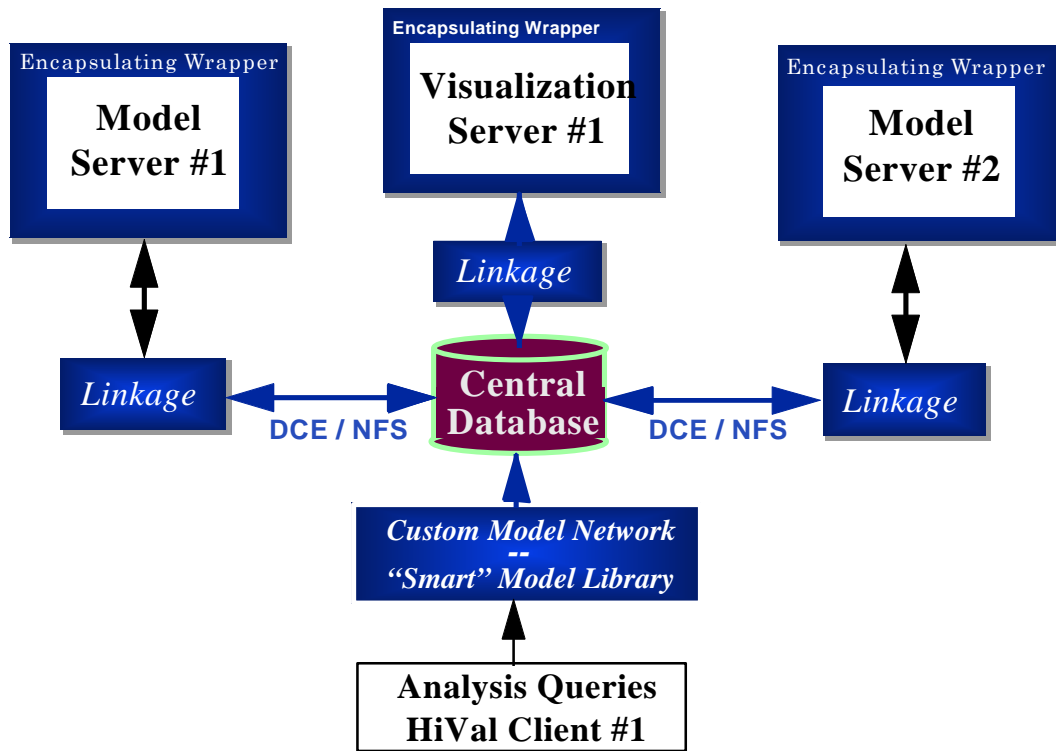 Encapsulating Wrapper
Model
Server #1
Encapsulating Wrapper
Visualization
Server #1
Encapsulating Wrapper
Model
Server #2
Linkage
Linkage
Linkage
DCE / NFS
Central
Database
DCE / NFS
Custom Model Network
--
“Smart” Model Library
Analysis Queries
HiVal Client #1